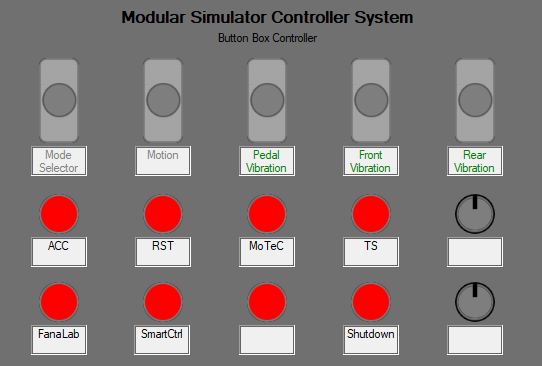 Modular Simulator Controller System
Button Box Controller
Mode
Selector
Motion
Pedal
Vibration
Front
Vibration
Rear
Vibration
ACC
RST
MoTeC
TS
FanaLab
SmartCtrl
Shutdown